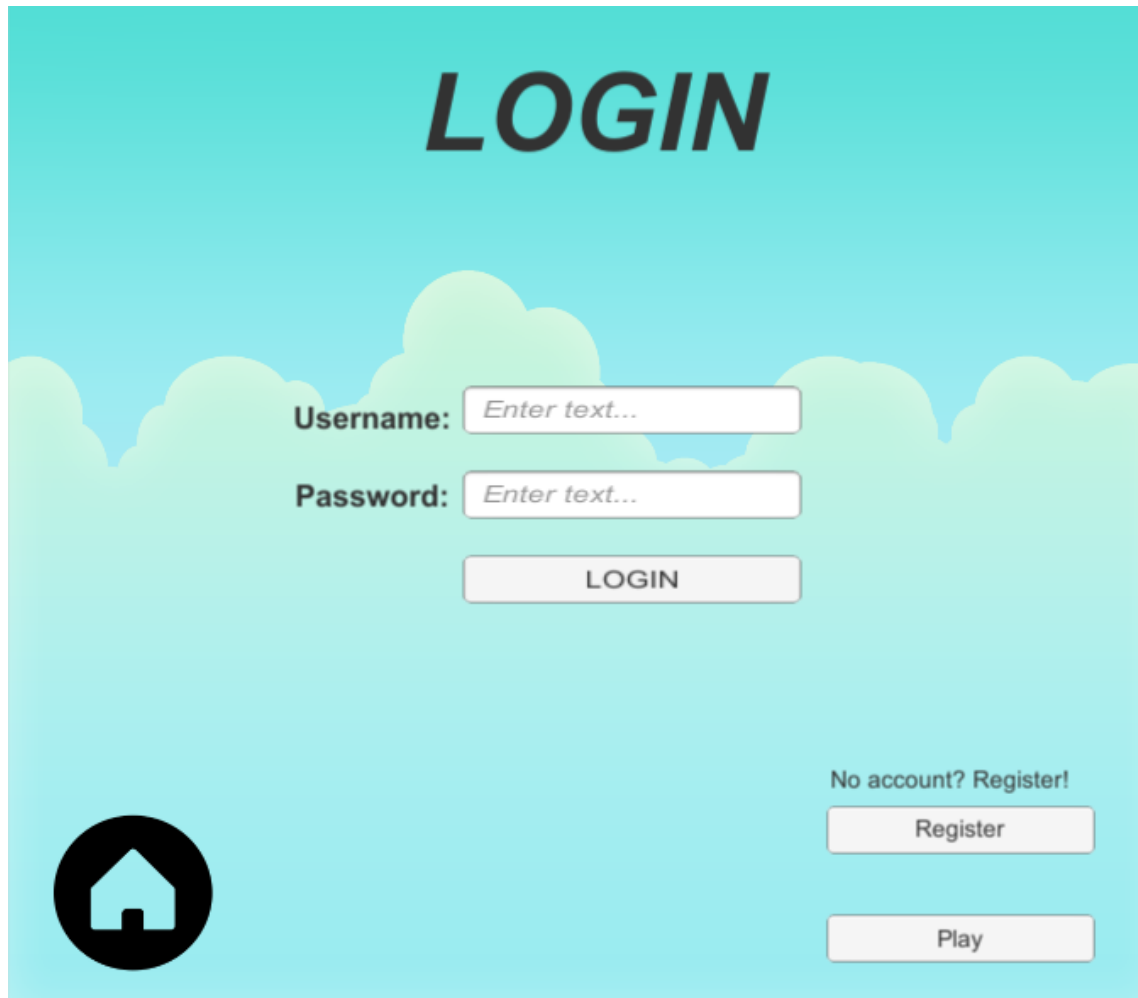 LOGIN
Username: Enter text...
Password: Enter text...
LOGIN
No account? Register!
Register
Play